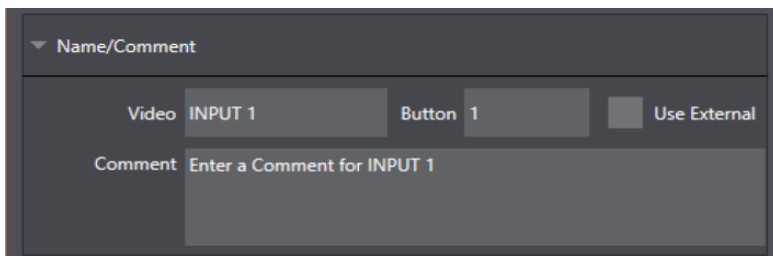 Name/Comment
Video INPUT 1 Button 1 Use External
Comment Enter a Comment for INPUT 1